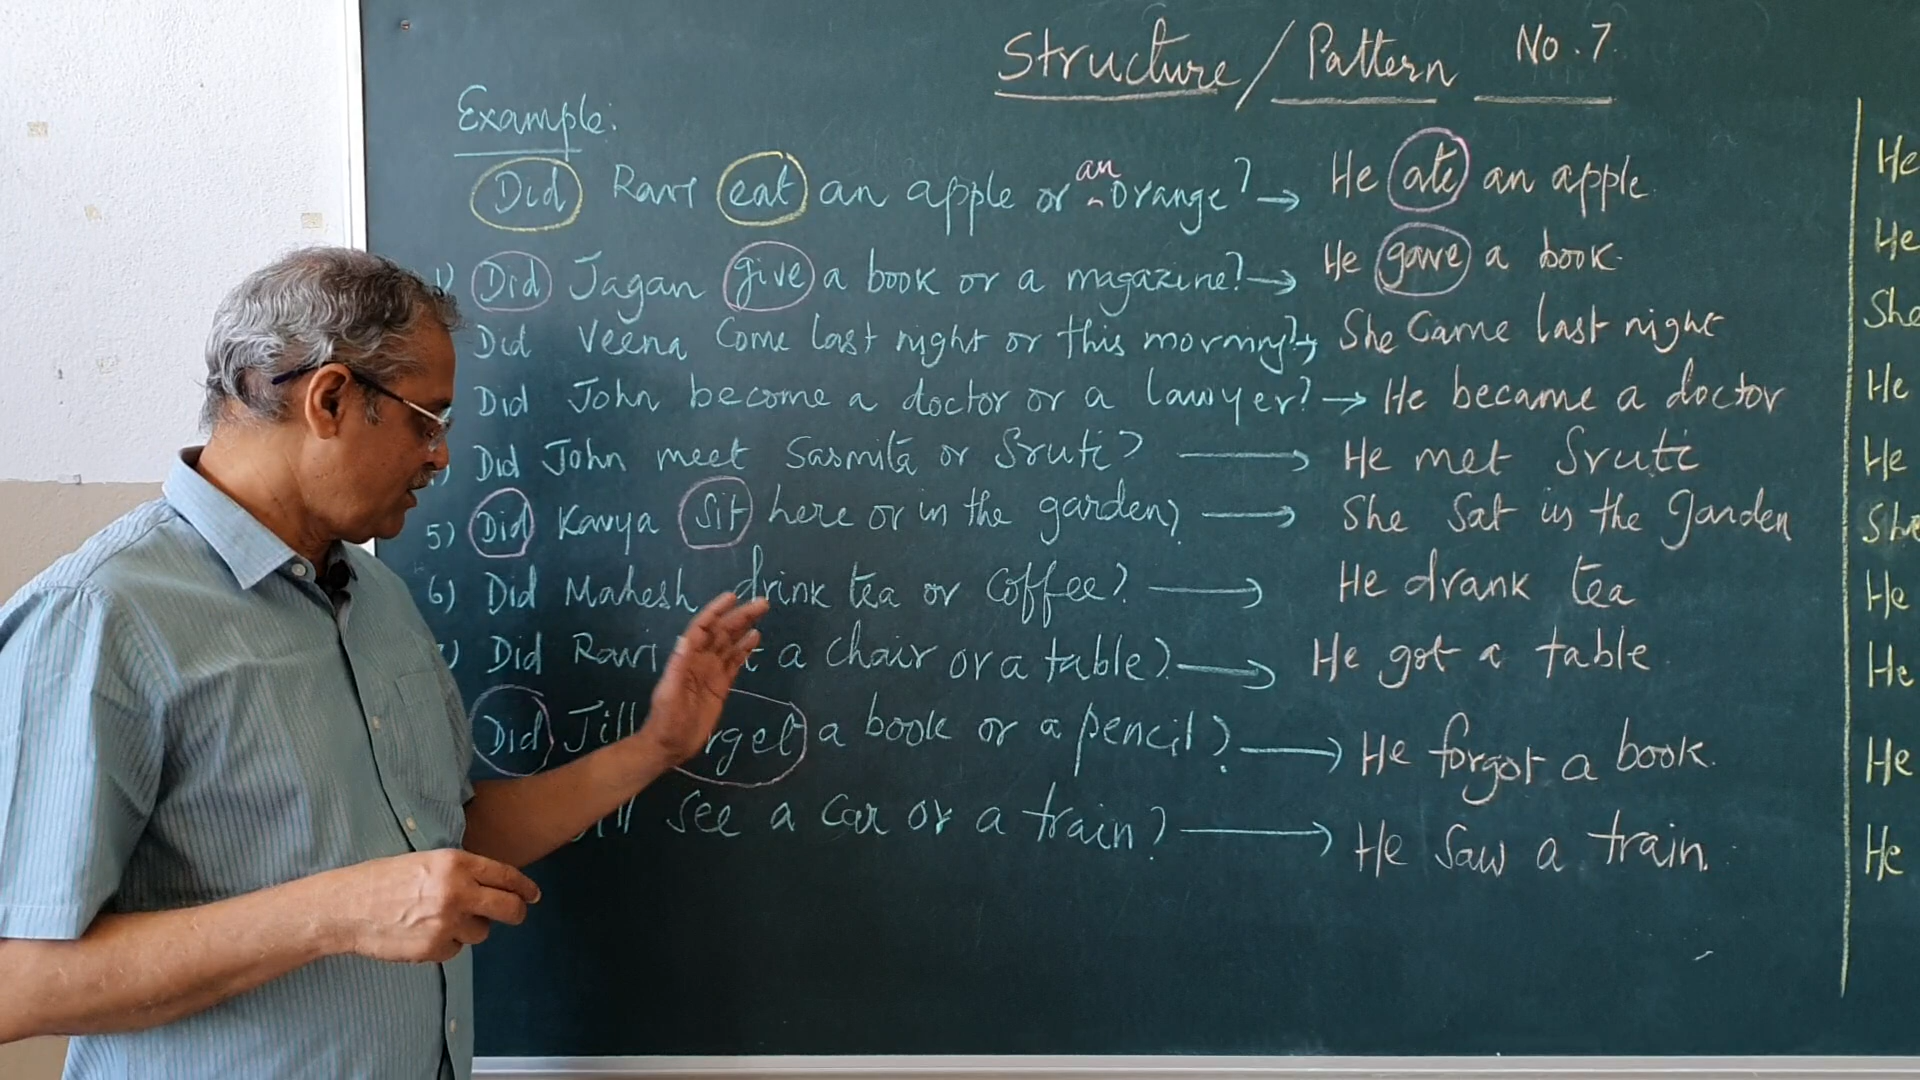 Structure / Pattern No. 7.
Example:
Did Ravi eat an apple or an orange? → He ate an apple He
1) Did Jagan give a book or a magazine? → He gave a book. He
Did Veena come last night or this morning? → She came last night She
Did John become a doctor or a lawyer? → He became a doctor He
Did John meet Sasmita or Sruti? → He met Sruti He
5) Did Kavya sit here or in the garden? → She sat in the garden She
6) Did Mahesh drink tea or coffee? → He drank tea He
Did Ravi a chair or a table? → He got a table He
Did Jill a book or a pencil? → He forgot a book. He
see a car or a train? → He saw a train. He